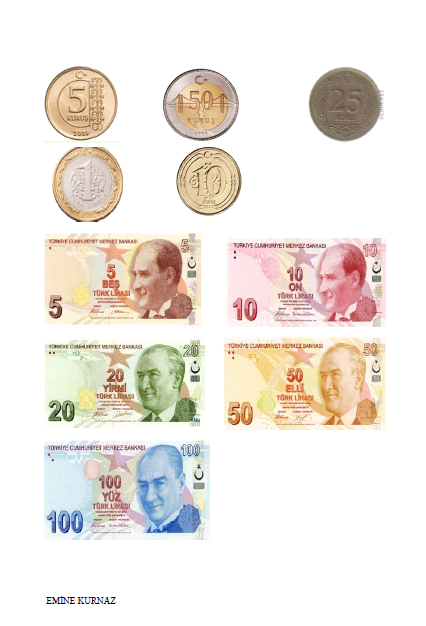 5
KURUŞ
2009
50
KURUŞ
25
KURUŞ
1
10
TÜRKİYE CUMHURİYET MERKEZ BANKASI
5
5
BEŞ
TÜRK LİRASI
5
TÜRKİYE CUMHURİYET MERKEZ BANKASI
10
10
ON
TÜRK LİRASI
10
TÜRKİYE CUMHURİYET MERKEZ BANKASI
20
20
YİRMİ
TÜRK LİRASI
20
TÜRKİYE CUMHURİYET MERKEZ BANKASI
50
50
ELLİ
TÜRK LİRASI
50
TÜRKİYE CUMHURİYET MERKEZ BANKASI
100
100
YÜZ
TÜRK LİRASI
100
EMİNE KURNAZ